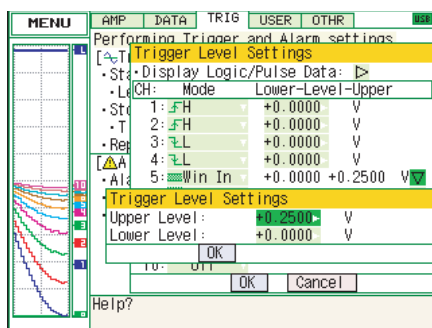 MENU AMP DATA TRIG USER OTHR USB
Performing Trigger and Alarm settings
Trigger Level Settings
Display Logic/Pulse Data:
CH: Mode Lower-Level-Upper
1: H +0.0000 V
2: H +0.0000 V
3: L +0.0000 V
4: L +0.0000 V
5: Win In +0.0000 +0.2500 V
Trigger Level Settings
Upper Level: +0.2500 V
Lower Level: +0.0000 V
OK
10: Off
OK Cancel
Help?